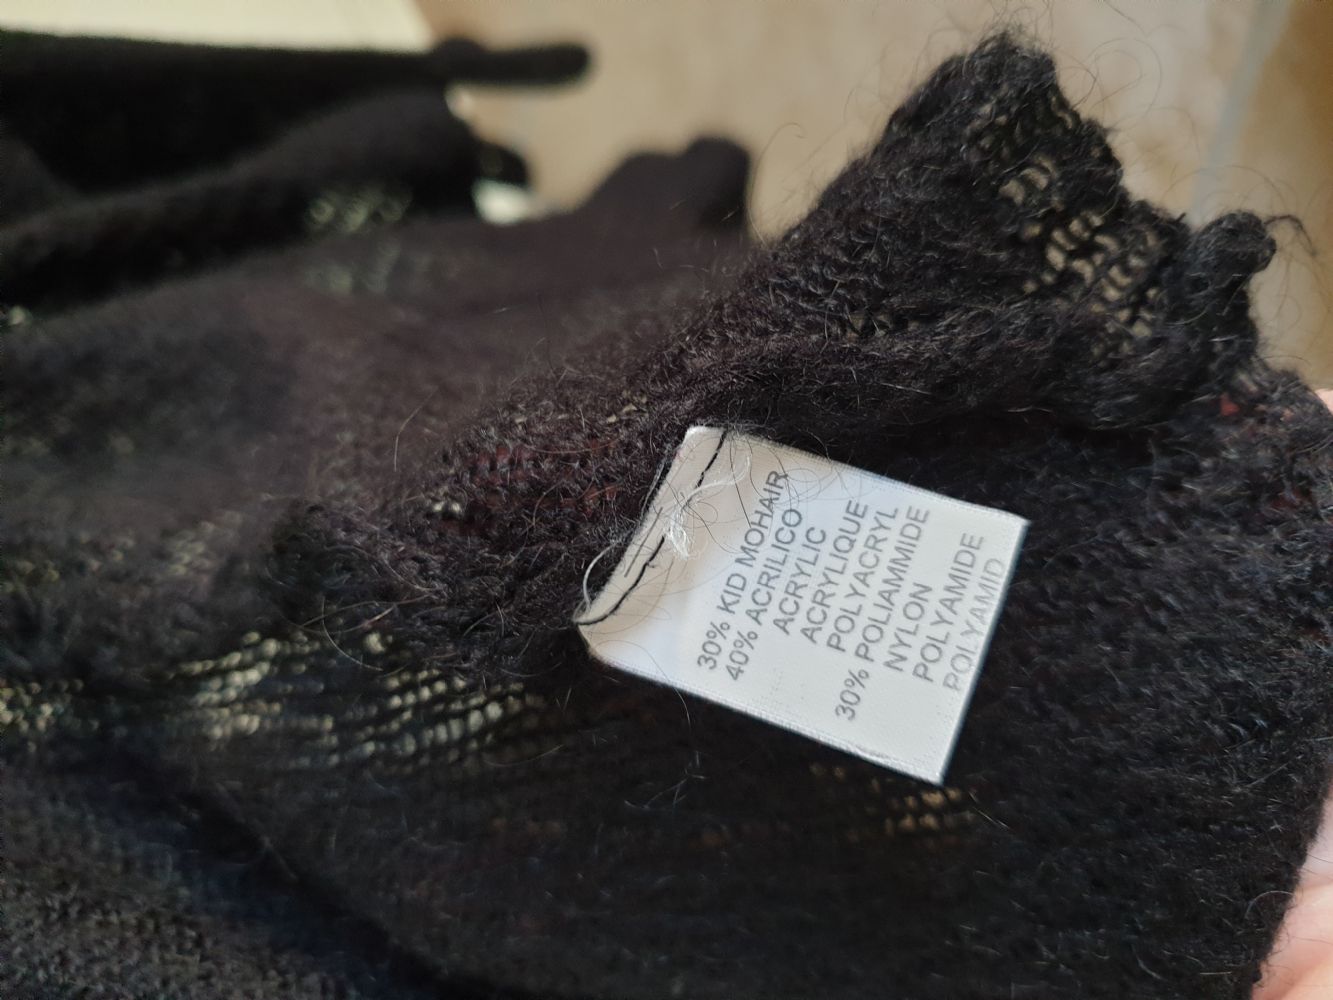 30% KID MOHAIR
40% ACRILICO
ACRYLIC
ACRYLIQUE
POLYACRYL
30% POLIAMMIDE
NYLON
POLYAMIDE
POLYAMID